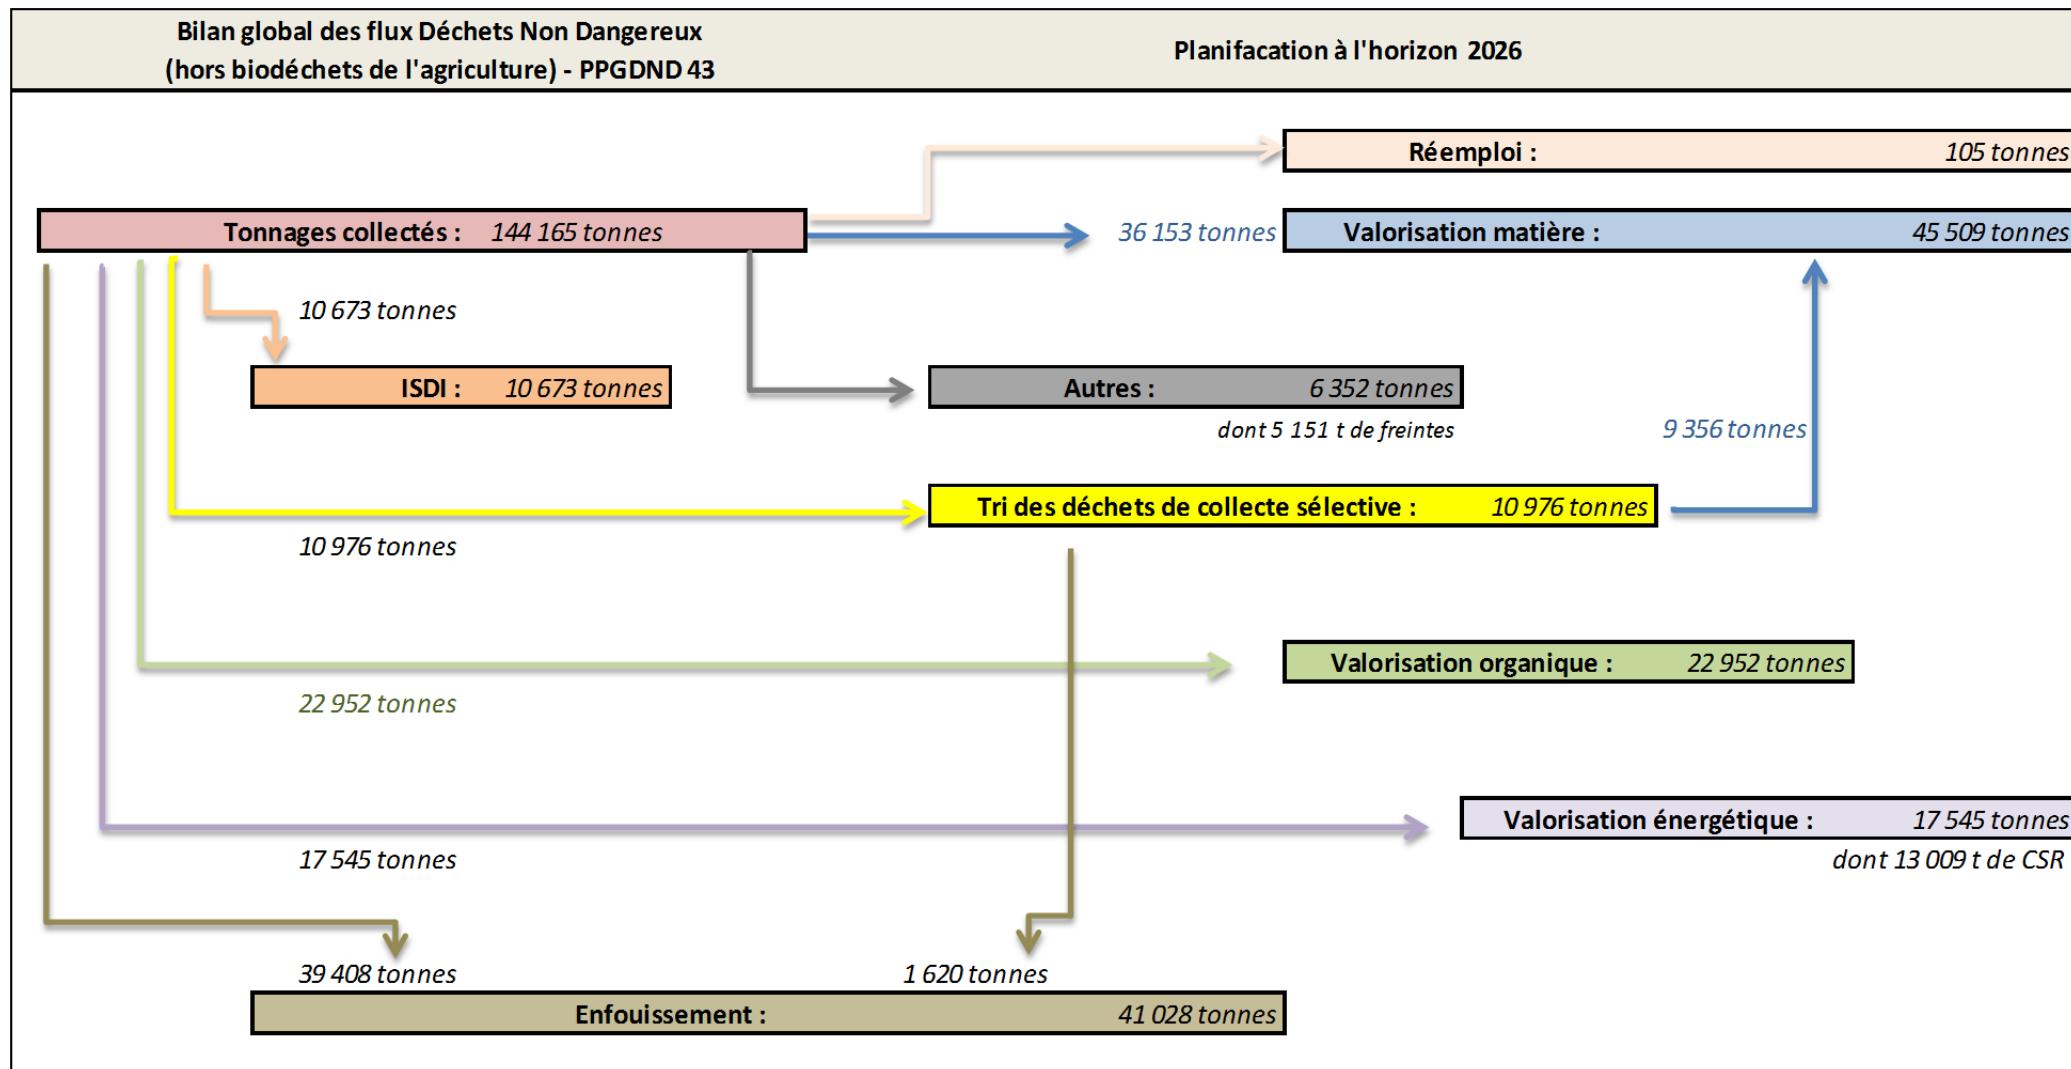 Bilan global des flux Déchets Non Dangereux
(hors biodéchets de l'agriculture) - PPGDND 43
Planifacation à l'horizon 2026
Réemploi : 105 tonnes
Tonnages collectés : 144 165 tonnes
36 153 tonnes
Valorisation matière : 45 509 tonnes
10 673 tonnes
ISDI : 10 673 tonnes
Autres : 6 352 tonnes
dont 5 151 t de freintes
9 356 tonnes
Tri des déchets de collecte sélective : 10 976 tonnes
10 976 tonnes
Valorisation organique : 22 952 tonnes
22 952 tonnes
Valorisation énergétique : 17 545 tonnes
17 545 tonnes
dont 13 009 t de CSR
39 408 tonnes
1 620 tonnes
Enfouissement : 41 028 tonnes